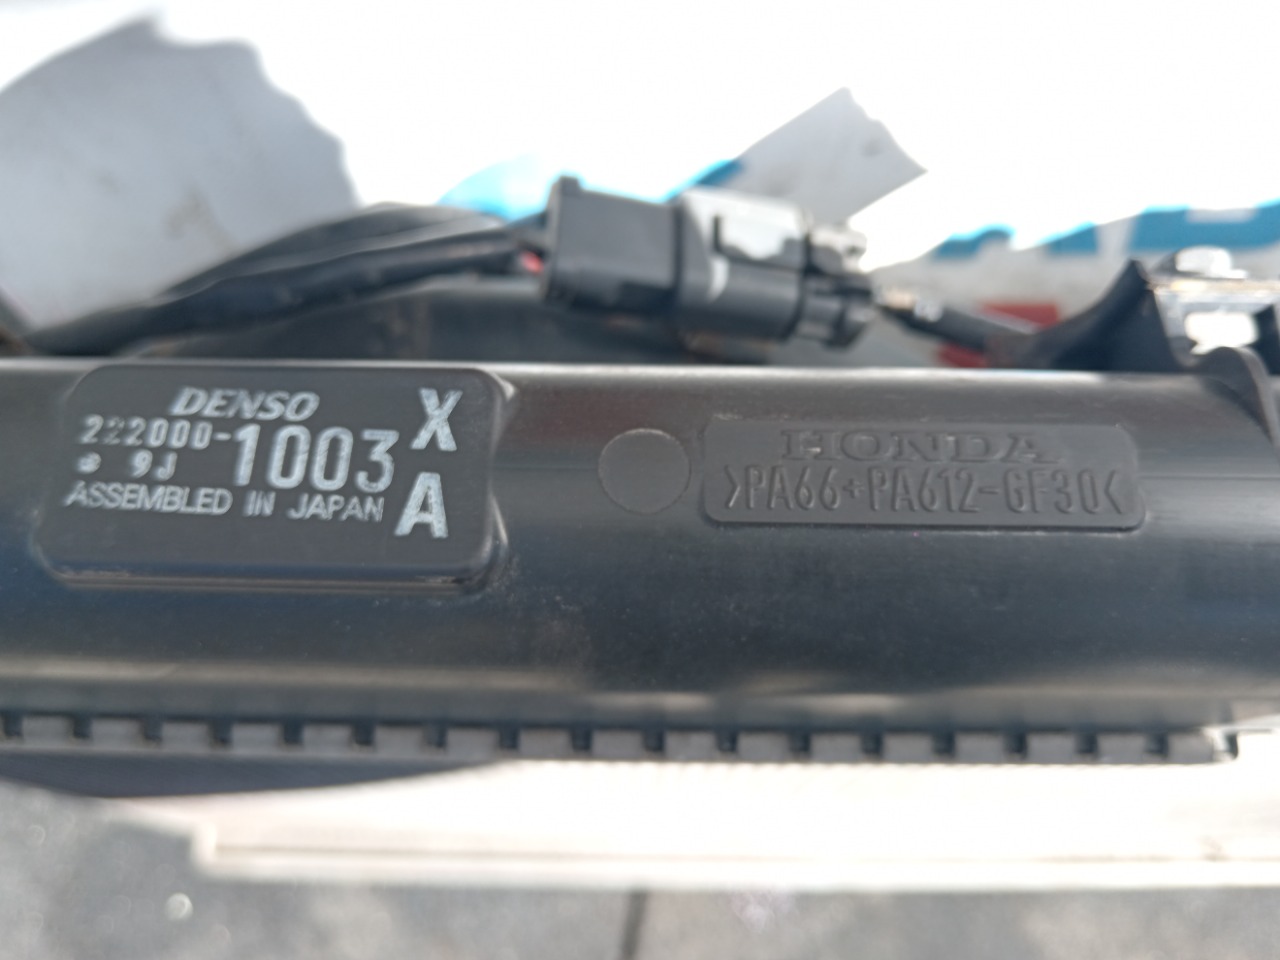 DENSO
222000-1003
9J
ASSEMBLED IN JAPAN
X
A
HONDA
>PA66+PA612-GF30<